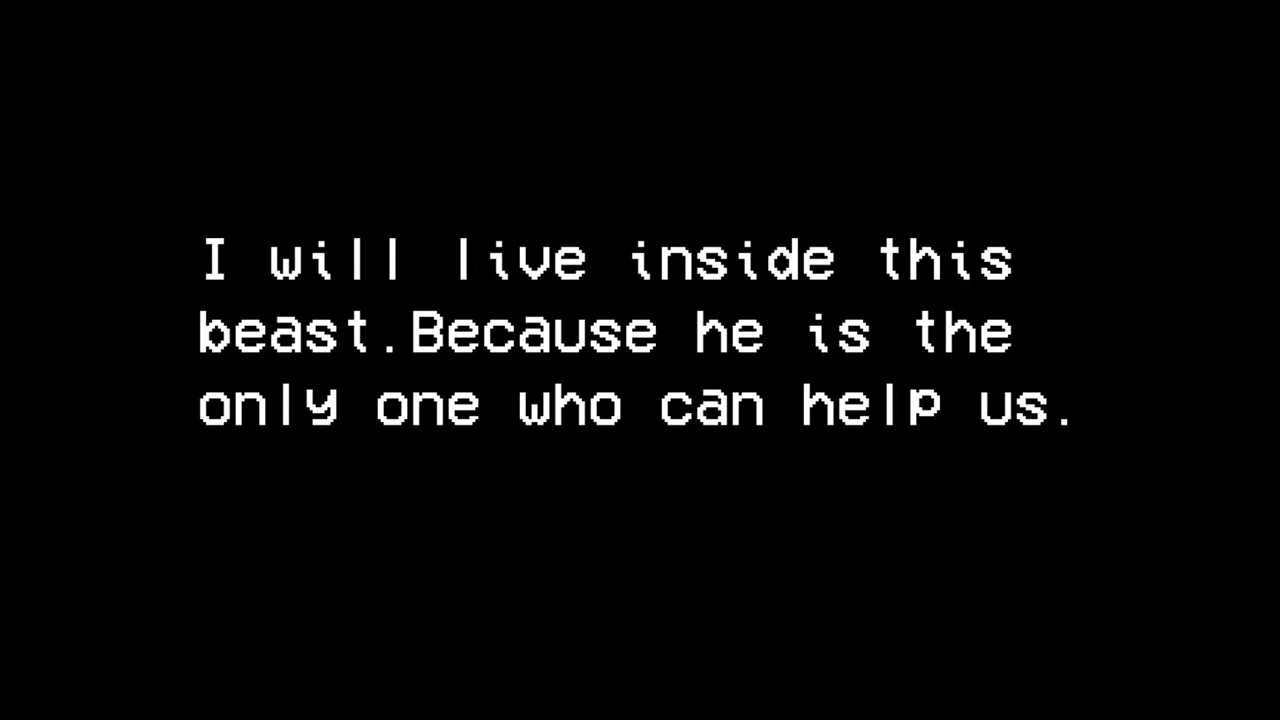 I will live inside this
beast.Because he is the
only one who can help us.